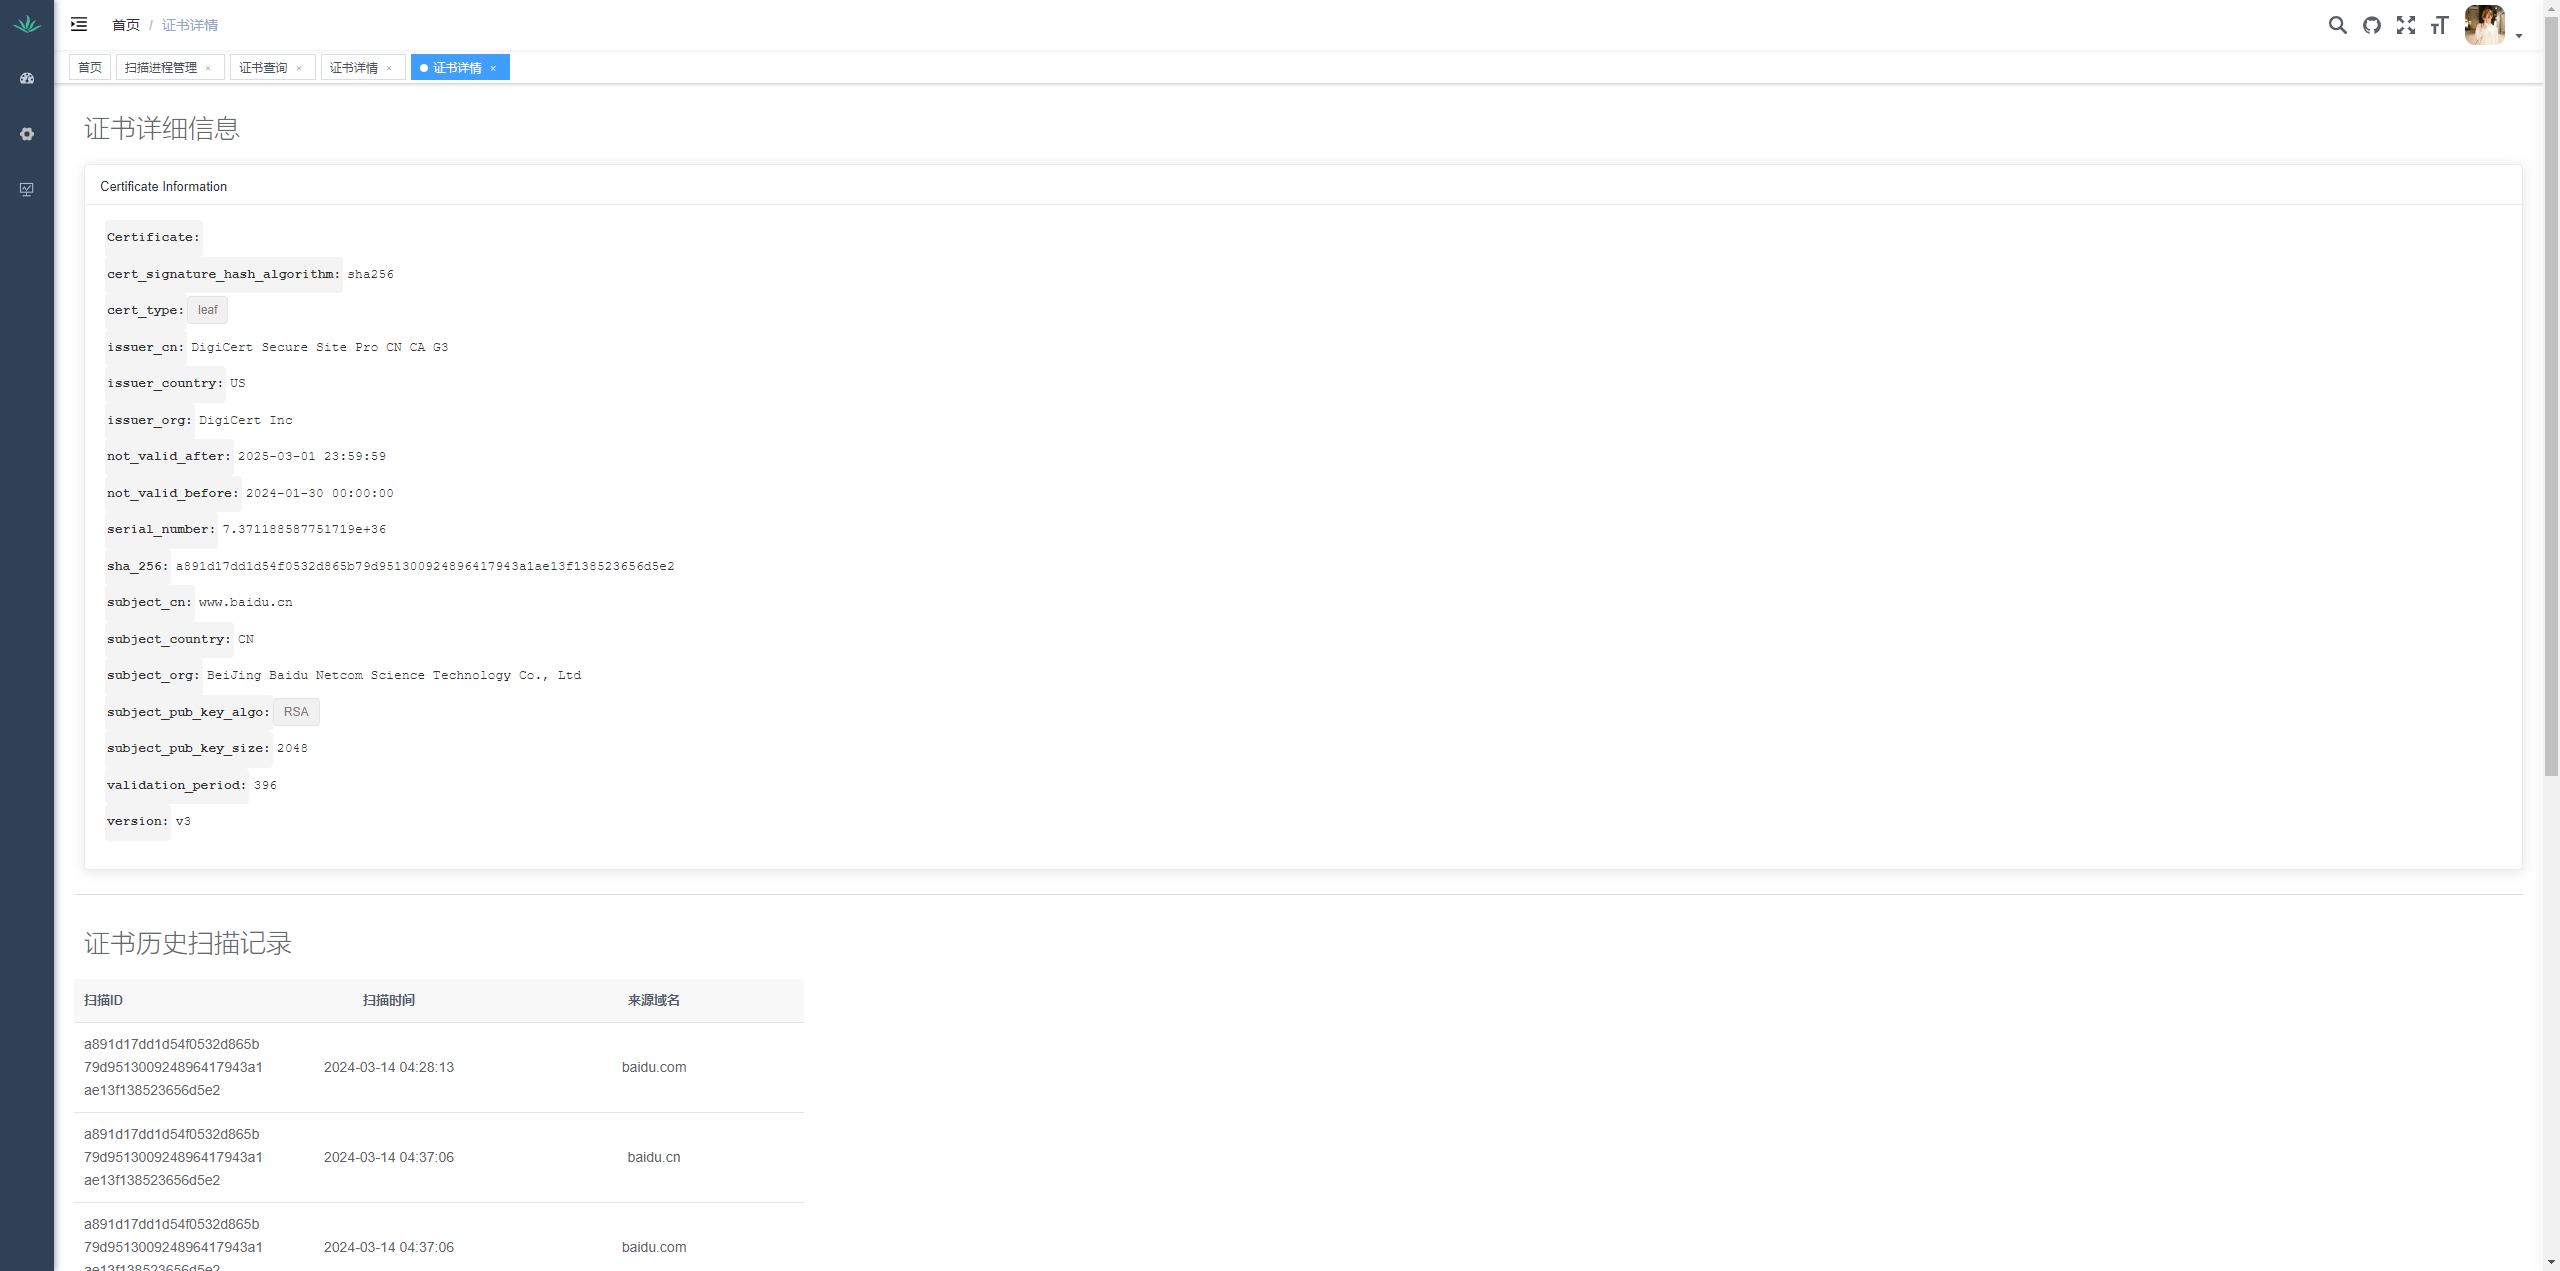 首页 / 证书详情
首页 扫描进程管理 × 证书查询 × 证书详情 × 证书详情 ×
证书详细信息
Certificate Information
Certificate:
cert_signature_hash_algorithm: sha256
cert_type: leaf
issuer_cn: DigiCert Secure Site Pro CN CA G3
issuer_country: US
issuer_org: DigiCert Inc
not_valid_after: 2025-03-01 23:59:59
not_valid_before: 2024-01-30 00:00:00
serial_number: 7.371188587751719e+36
sha_256: a891d17dd1d54f0532d865b79d951300924896417943a1ae13f138523656d5e2
subject_cn: www.baidu.cn
subject_country: CN
subject_org: BeiJing Baidu Netcom Science Technology Co., Ltd
subject_pub_key_algo: RSA
subject_pub_key_size: 2048
validation_period: 396
version: v3
证书历史扫描记录
扫描ID 扫描时间 来源域名
a891d17dd1d54f0532d865b
79d951300924896417943a1 2024-03-14 04:28:13 baidu.com
ae13f138523656d5e2
a891d17dd1d54f0532d865b
79d951300924896417943a1 2024-03-14 04:37:06 baidu.cn
ae13f138523656d5e2
a891d17dd1d54f0532d865b
79d951300924896417943a1 2024-03-14 04:37:06 baidu.com
ae13f138523656d5e2